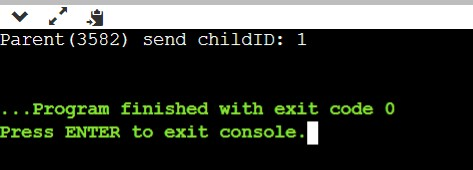 Parent(3582) send childID: 1
...Program finished with exit code 0
Press ENTER to exit console.